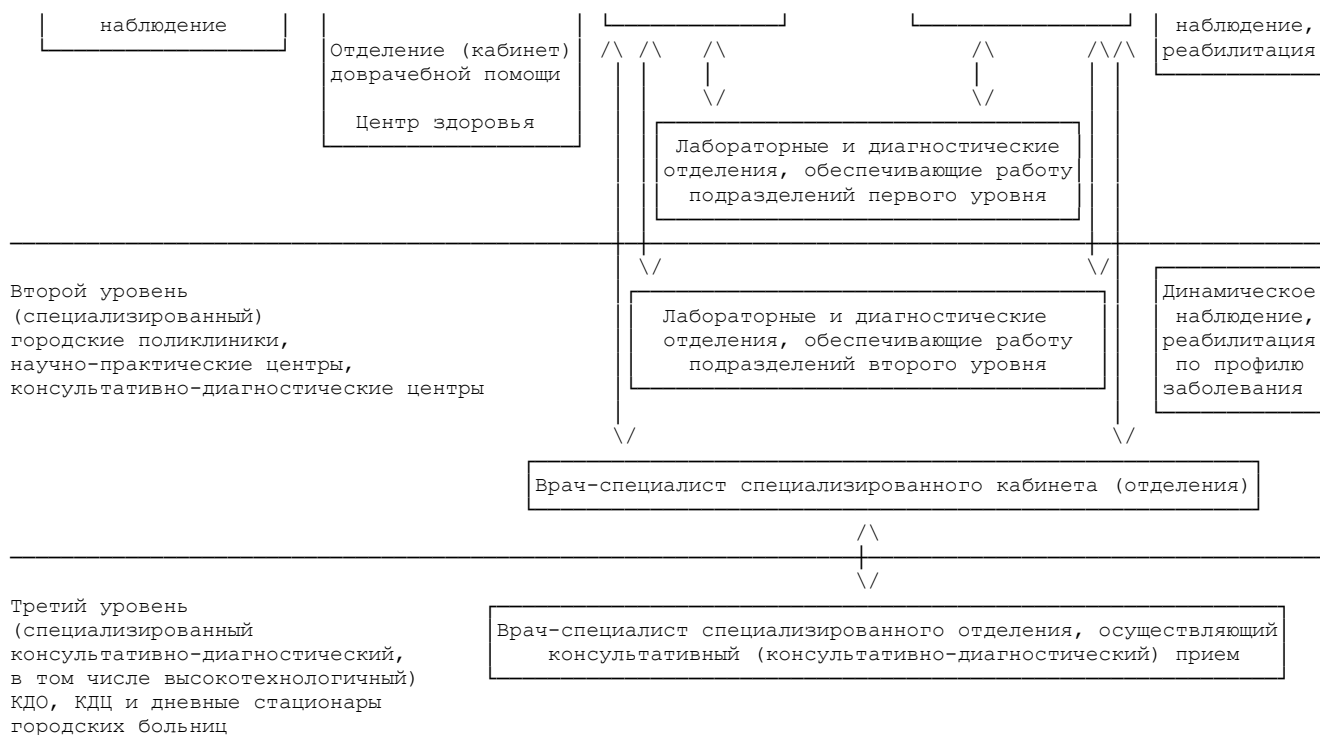 наблюдение
Отделение (кабинет)
доврачебной помощи
Центр здоровья
наблюдение,
реабилитация
Лабораторные и диагностические
отделения, обеспечивающие работу
подразделений первого уровня
Второй уровень
(специализированный)
городские поликлиники,
научно-практические центры,
консультативно-диагностические центры
Лабораторные и диагностические
отделения, обеспечивающие работу
подразделений второго уровня
Динамическое
наблюдение,
реабилитация
по профилю
заболевания
Врач-специалист специализированного кабинета (отделения)
Третий уровень
(специализированный
консультативно-диагностический,
в том числе высокотехнологичный)
КДО, КДЦ и дневные стационары
городских больниц
Врач-специалист специализированного отделения, осуществляющий
консультативный (консультативно-диагностический) прием